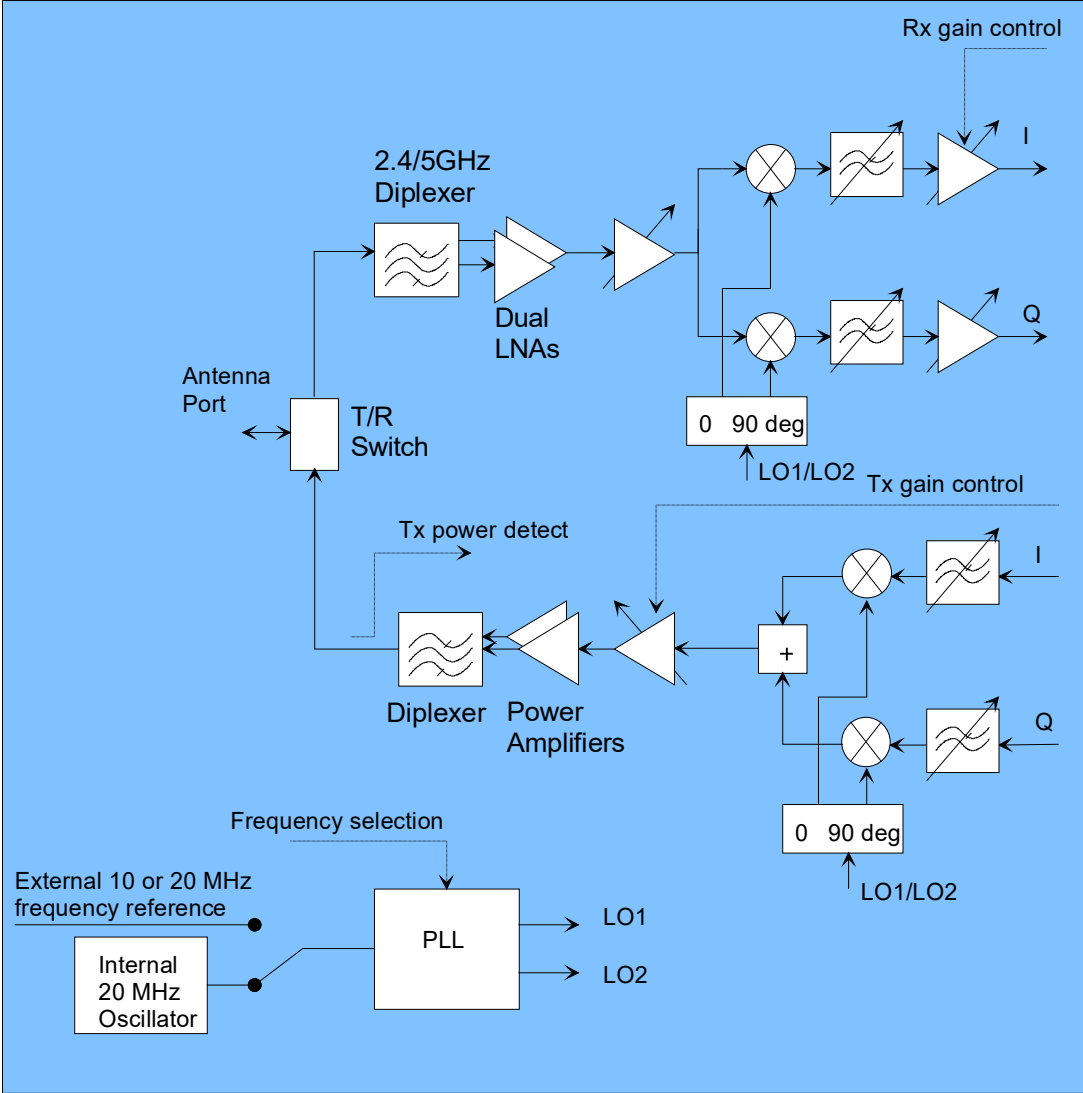 Rx gain control
I
2.4/5GHz
Diplexer
Dual
LNAs
Q
Antenna
Port
T/R
Switch
0 90 deg
LO1/LO2
Tx gain control
Tx power detect
I
+
Diplexer
Power
Amplifiers
Q
0 90 deg
LO1/LO2
Frequency selection
External 10 or 20 MHz
frequency reference
PLL
LO1
LO2
Internal
20 MHz
Oscillator